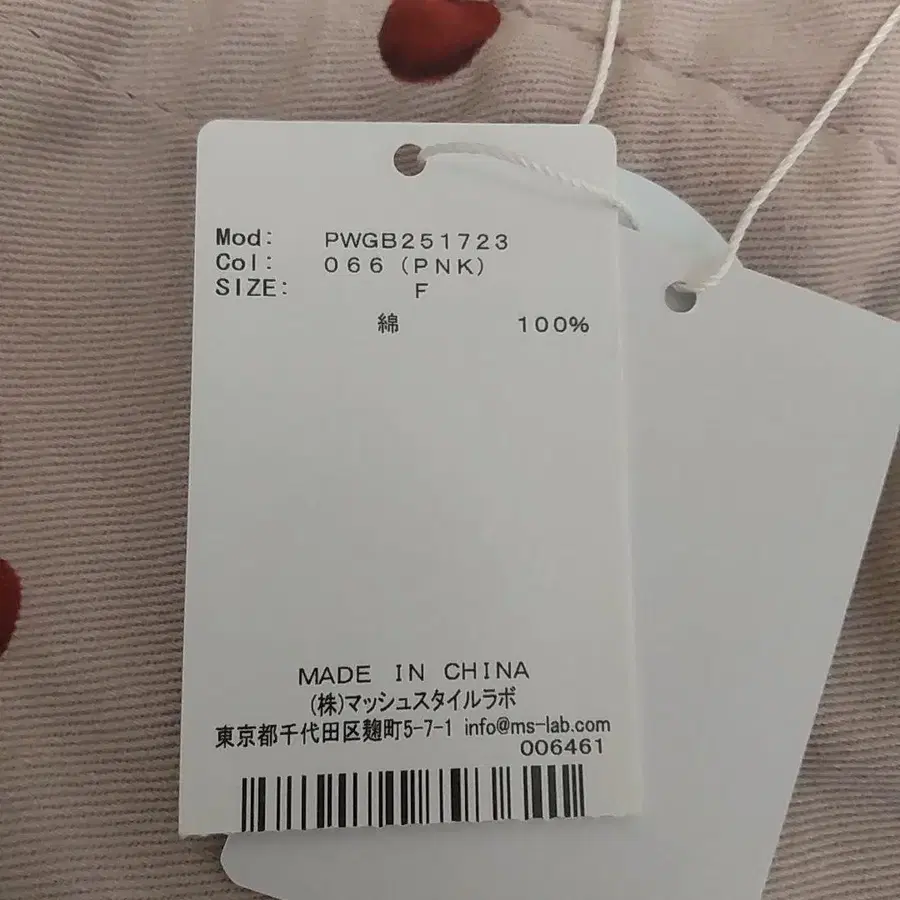 Mod: PWGB251723
Col: 066(PNK)
SIZE: F
綿 100%
MADE IN CHINA
(株)マッシュスタイルラボ
東京都千代田区麹町5-7-1 info@ms-lab.com
006461